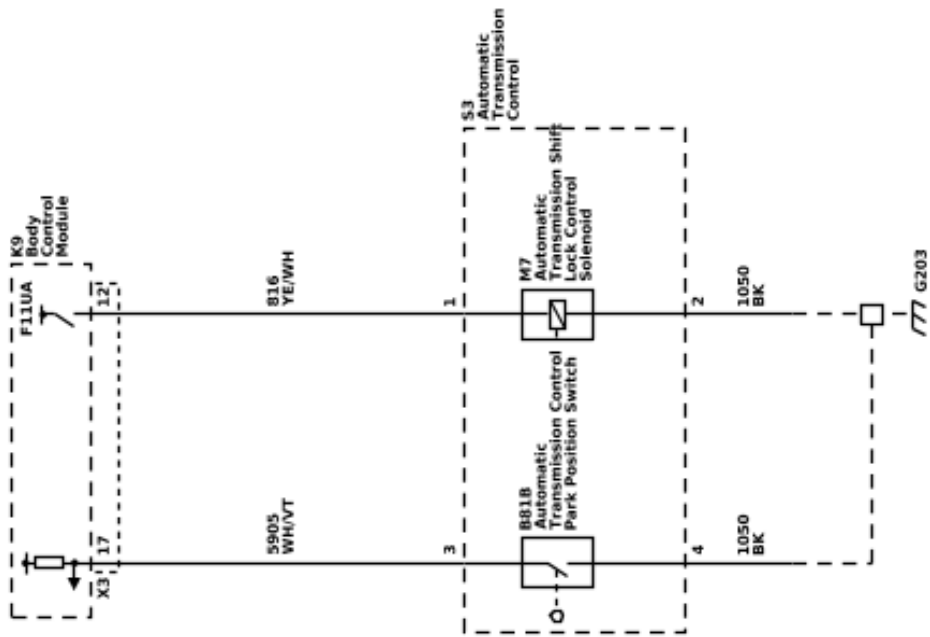 K9
Body
Control
Module
F11UA
12
X3
17
816
YE/WH
5905
WH/VT
S3
Automatic
Transmission
Control
1
3
M7
Automatic
Transmission Shift
Lock Control
Solenoid
B81B
Automatic
Transmission Control
Park Position Switch
2
4
1050
BK
1050
BK
G203